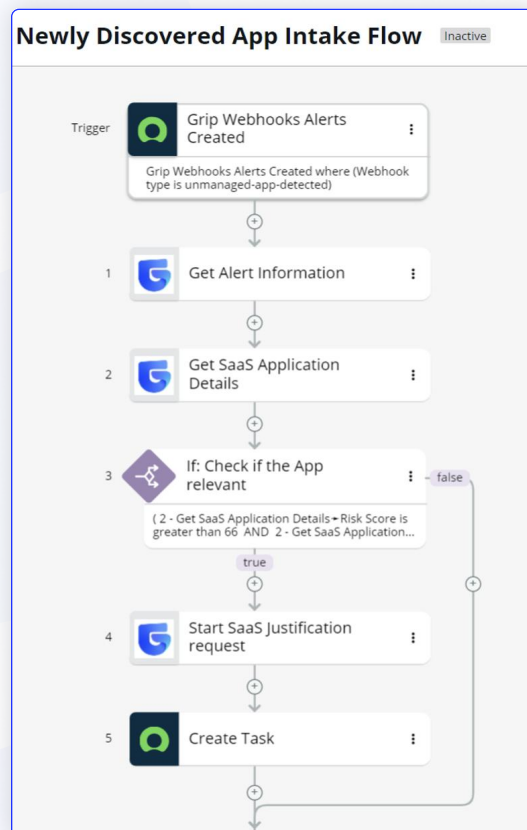 Newly Discovered App Intake Flow Inactive
Trigger
Grip Webhooks Alerts
Created
Grip Webhooks Alerts Created where (Webhook
type is unmanaged-app-detected)
1 Get Alert Information
2 Get SaaS Application
Details
3 If: Check if the App
relevant
false
( 2 - Get SaaS Application Details➛Risk Score is
greater than 66 AND 2 - Get SaaS Application...
true
4 Start SaaS Justification
request
5 Create Task